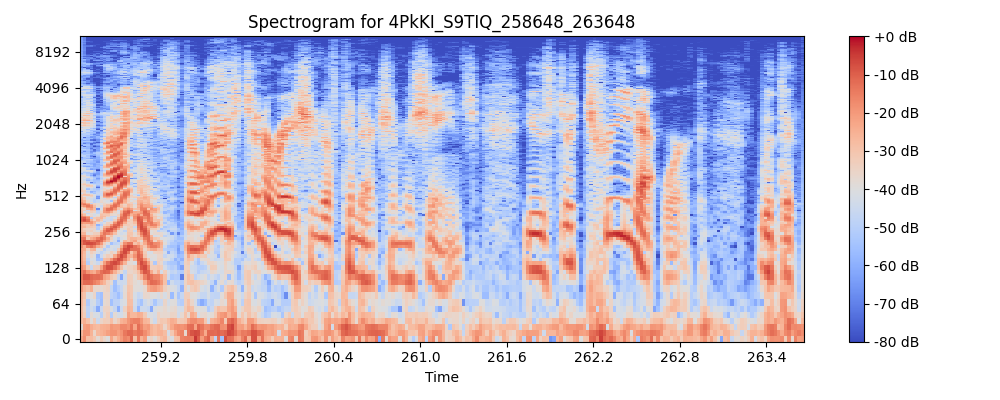 Spectrogram for 4PkKI_S9TIQ_258648_263648
+0 dB
-10 dB
-20 dB
-30 dB
-40 dB
-50 dB
-60 dB
-70 dB
-80 dB
Hz
8192
4096
2048
1024
512
256
128
64
0
259.2
259.8
260.4
261.0
261.6
262.2
262.8
263.4
Time